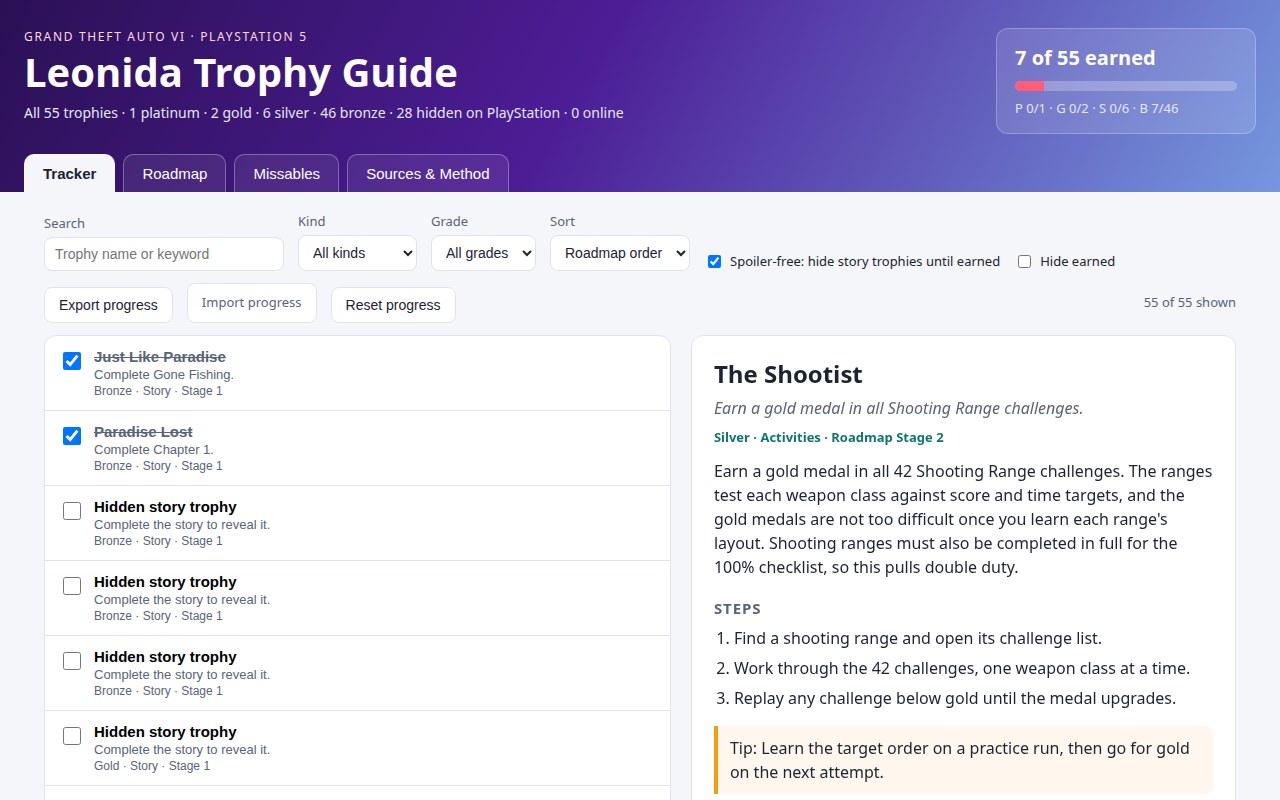 GRAND THEFT AUTO VI · PLAYSTATION 5
Leonida Trophy Guide
All 55 trophies · 1 platinum · 2 gold · 6 silver · 46 bronze · 28 hidden on PlayStation · 0 online
7 of 55 earned
P 0/1 · G 0/2 · S 0/6 · B 7/46
Tracker
Roadmap
Missables
Sources & Method
Search
Kind
Grade
Sort
Trophy name or keyword
All kinds
All grades
Roadmap order
Spoiler-free: hide story trophies until earned
Hide earned
Export progress
Import progress
Reset progress
55 of 55 shown
Just Like Paradise
Complete Gone Fishing.
Bronze · Story · Stage 1
Paradise Lost
Complete Chapter 1.
Bronze · Story · Stage 1
Hidden story trophy
Complete the story to reveal it.
Bronze · Story · Stage 1
Hidden story trophy
Complete the story to reveal it.
Bronze · Story · Stage 1
Hidden story trophy
Complete the story to reveal it.
Bronze · Story · Stage 1
Hidden story trophy
Complete the story to reveal it.
Gold · Story · Stage 1
The Shootist
Earn a gold medal in all Shooting Range challenges.
Silver · Activities · Roadmap Stage 2
Earn a gold medal in all 42 Shooting Range challenges. The ranges
test each weapon class against score and time targets, and the
gold medals are not too difficult once you learn each range's
layout. Shooting ranges must also be completed in full for the
100% checklist, so this pulls double duty.
STEPS
1. Find a shooting range and open its challenge list.
2. Work through the 42 challenges, one weapon class at a time.
3. Replay any challenge below gold until the medal upgrades.
Tip: Learn the target order on a practice run, then go for gold
on the next attempt.